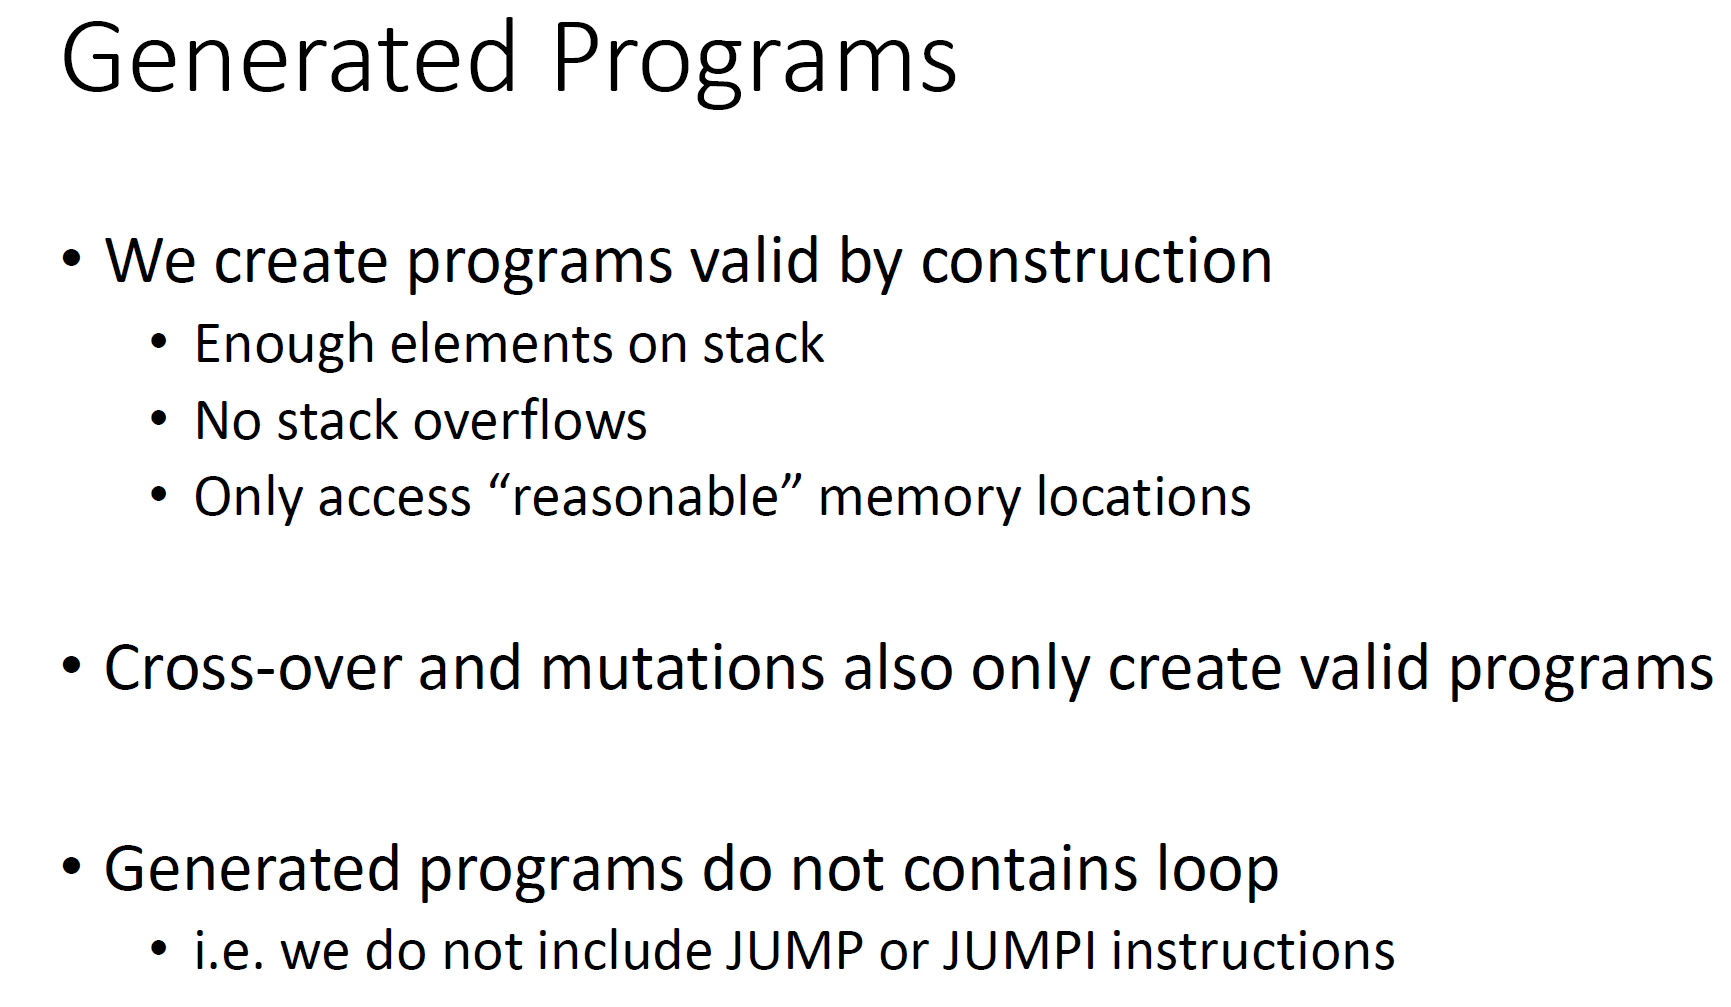 Generated Programs
• We create programs valid by construction
• Enough elements on stack
• No stack overflows
• Only access “reasonable” memory locations
• Cross-over and mutations also only create valid programs
• Generated programs do not contains loop
• i.e. we do not include JUMP or JUMPI instructions